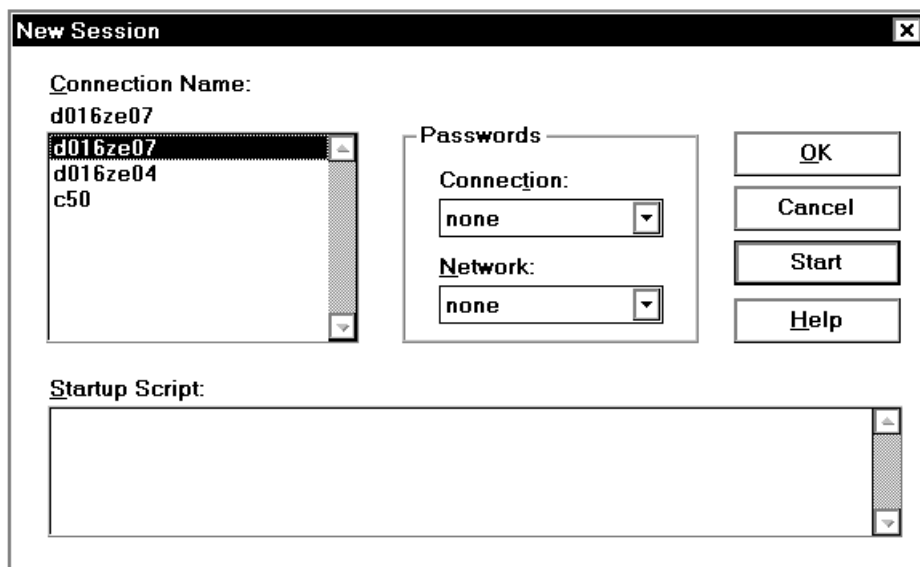 New Session
Connection Name:
d016ze07
d016ze07
d016ze04
c50
Passwords
Connection:
none
Network:
none
OK
Cancel
Start
Help
Startup Script: